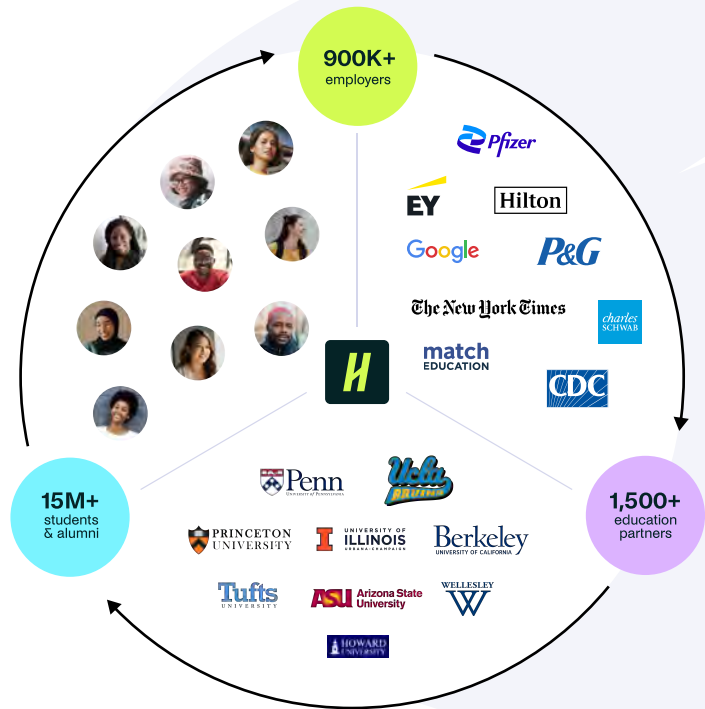 900K+
employers
Pfizer
EY
Hilton
Google
P&G
The New York Times
charles
SCHWAB
match
EDUCATION
CDC
H
15M+
students
& alumni
1,500+
education
partners
Penn
UNIVERSITY OF PENNSYLVANIA
Ucla
BRUINS
PRINCETON
UNIVERSITY
UNIVERSITY OF
ILLINOIS
URBANA-CHAMPAIGN
Berkeley
UNIVERSITY OF CALIFORNIA
Tufts
UNIVERSITY
ASU Arizona State
University
WELLESLEY
W
HOWARD
UNIVERSITY